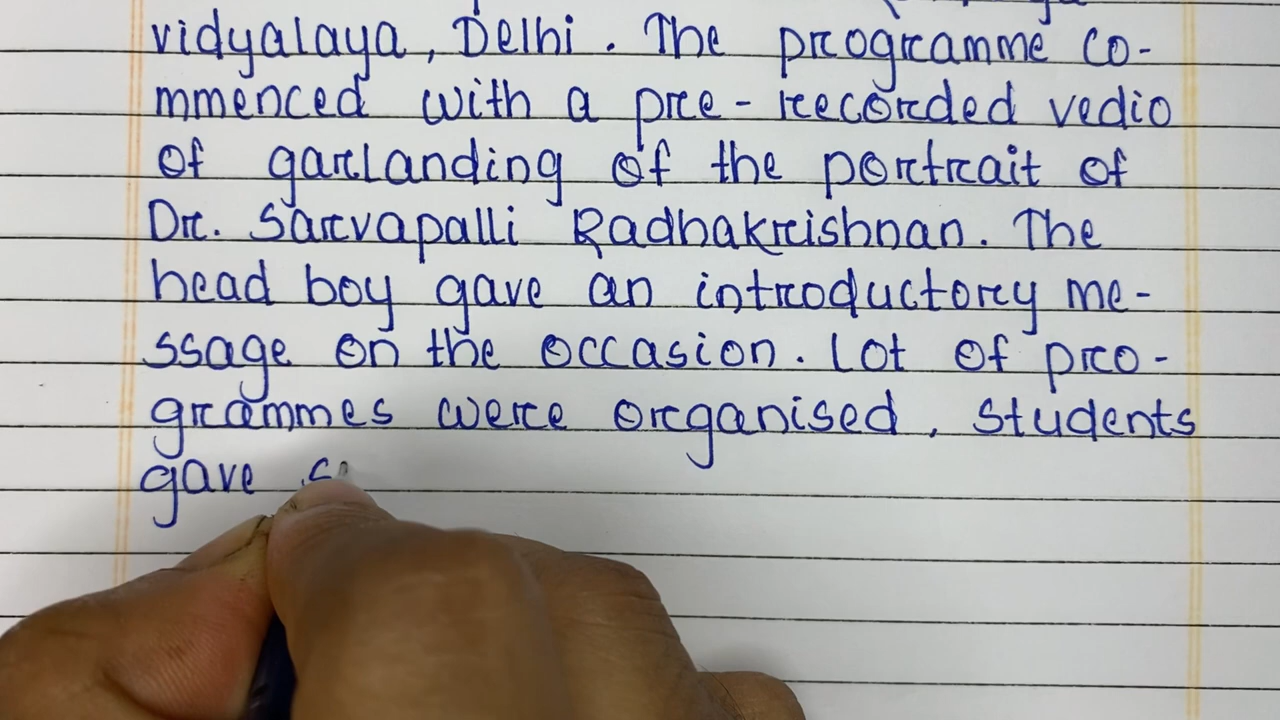 vidyalaya, Delhi. The programme co-
mmenced with a pre-recorded vedio
of garlanding of the portrait of
Dr. Sarvapalli Radhakrishnan. The
head boy gave an introductory me-
ssage on the occasion. Lot of pro-
grammes were organised, students
gave